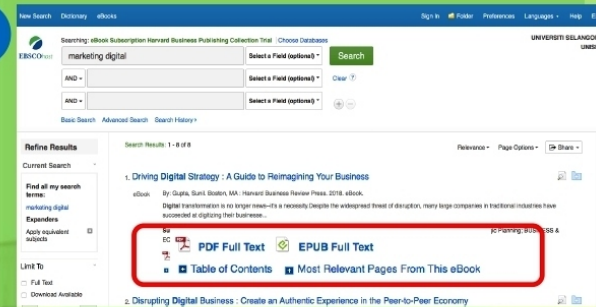 New Search Dictionary eBooks Sign In Folder Preferences Languages Help
UNIVERSITI SELANGO
UNIS
EBSCOhost
Searching: eBook Subscription Harvard Business Publishing Collection Trial Choose Databases
marketing digital Select a Field (optional) Search
AND Select a Field (optional) Clear ?
AND Select a Field (optional)
Basic Search Advanced Search Search History
Refine Results
Current Search
Find all my search terms:
marketing digital
Expanders
Apply equivalent subjects
Limit To
Full Text
Download Available
Search Results: 1 - 8 of 8 Relevance Page Options Share
1. Driving Digital Strategy : A Guide to Reimagining Your Business
eBook By: Gupta, Sunil. Boston, MA : Harvard Business Review Press. 2018. eBook.
Digital transformation is no longer news--it's a necessity. Despite the widespread threat of disruption, many large companies in traditional industries have
succeeded at digitizing their businesse...
Planning; BUSINESS &
PDF Full Text EPUB Full Text
Table of Contents Most Relevant Pages From This eBook
2. Disrupting Digital Business : Create an Authentic Experience in the Peer-to-Peer Economy